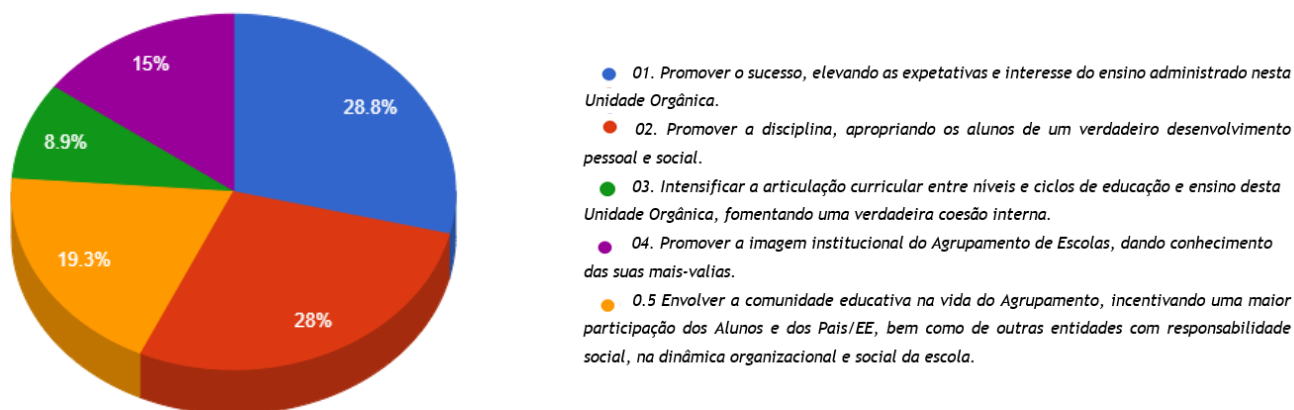 15%
28.8%
8.9%
19.3%
28%
01. Promover o sucesso, elevando as expetativas e interesse do ensino administrado nesta
Unidade Orgânica.
02. Promover a disciplina, apropriando os alunos de um verdadeiro desenvolvimento
pessoal e social.
03. Intensificar a articulação curricular entre níveis e ciclos de educação e ensino desta
Unidade Orgânica, fomentando uma verdadeira coesão interna.
04. Promover a imagem institucional do Agrupamento de Escolas, dando conhecimento
das suas mais-valias.
0.5 Envolver a comunidade educativa na vida do Agrupamento, incentivando uma maior
participação dos Alunos e dos Pais/EE, bem como de outras entidades com responsabilidade
social, na dinâmica organizacional e social da escola.